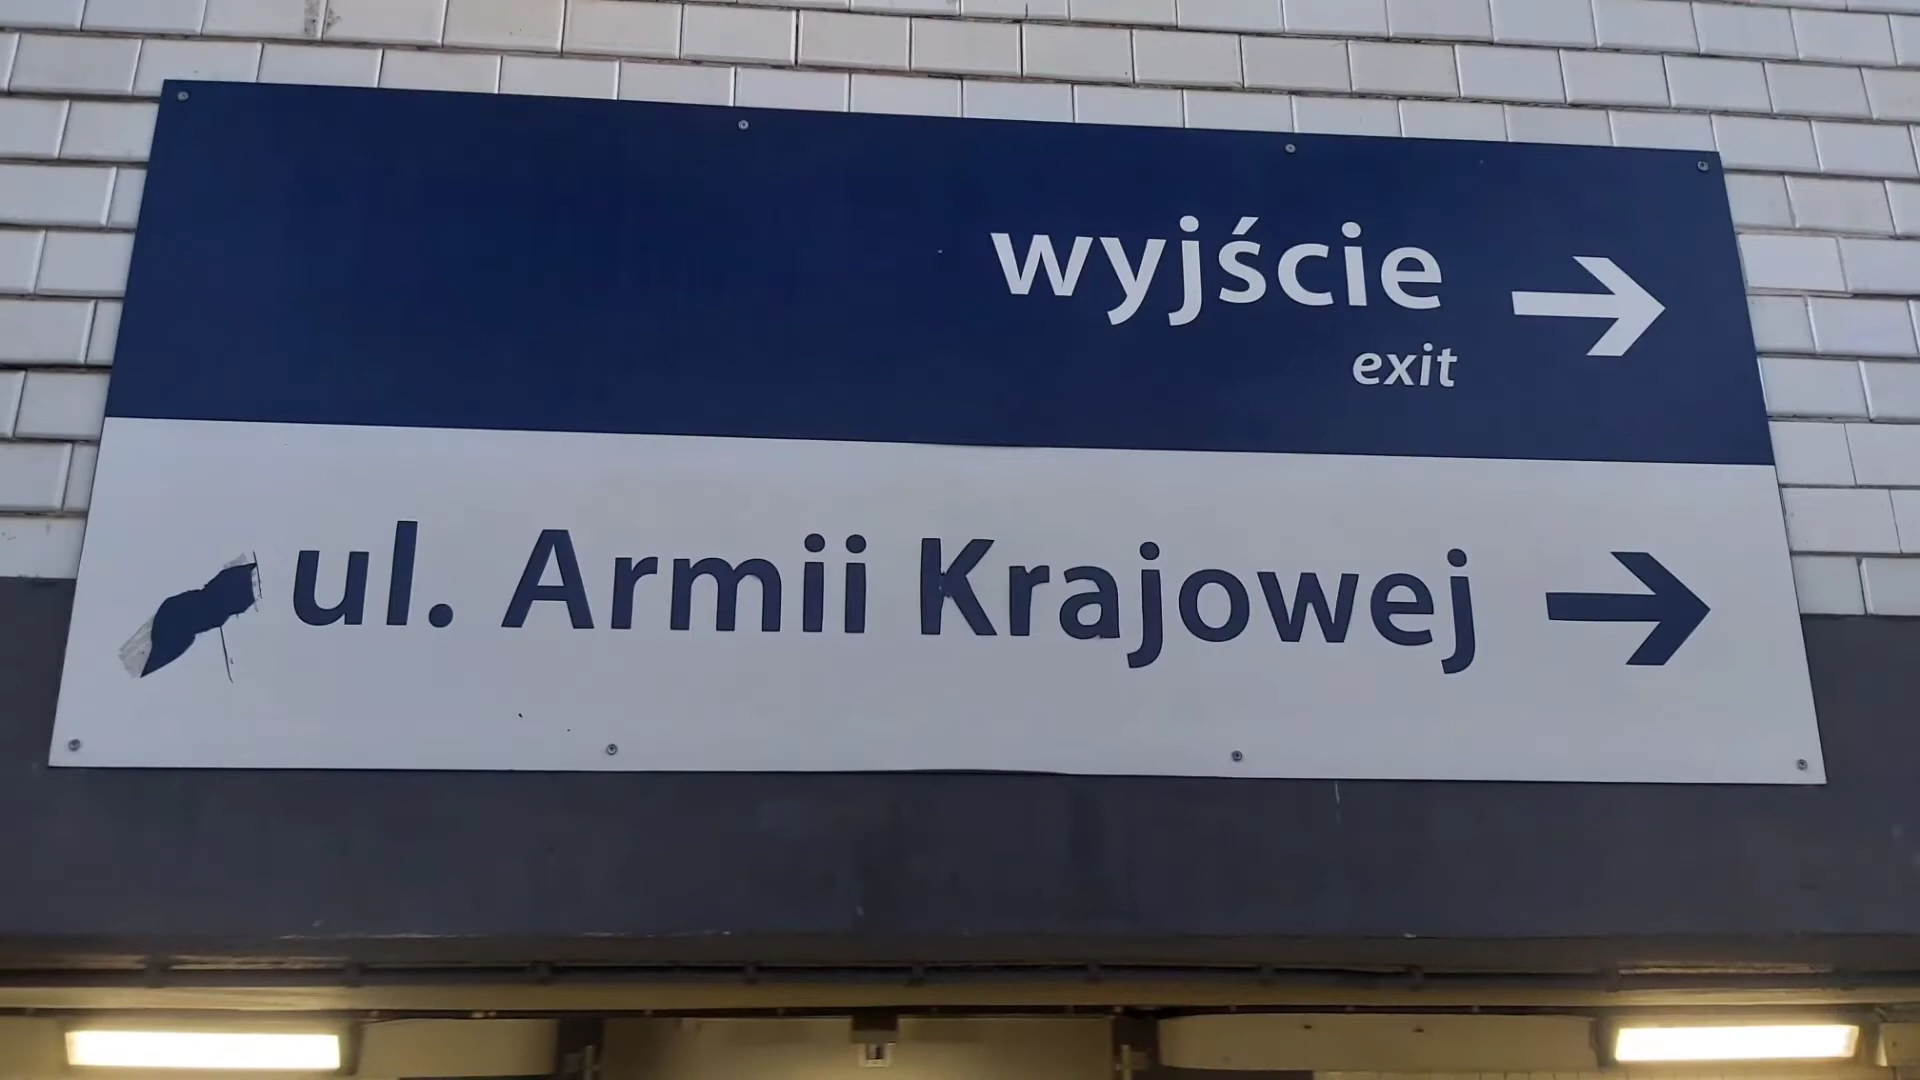 wyjście →
exit
ul. Armii Krajowej →